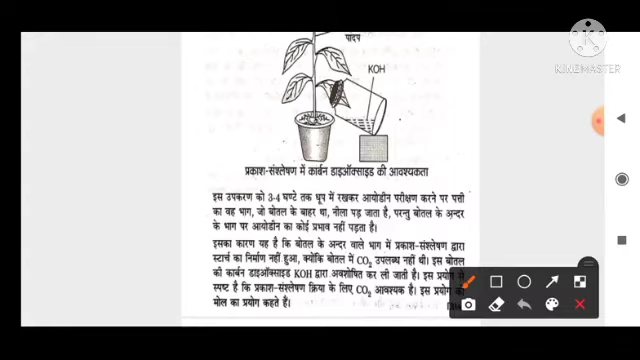 पादप
KINEMASTER
KOH
प्रकाश-संश्लेषण में कार्बन डाइऑक्साइड की आवश्यकता
इस उपकरण को 3-4 घण्टे तक धूप में रखकर आयोडीन परीक्षण करने पर पत्ती
का वह भाग, जो बोतल के बाहर था, नीला पड़ जाता है, परन्तु बोतल के अन्दर
के भाग पर आयोडीन का कोई प्रभाव नहीं पड़ता है।
इसका कारण यह है कि बोतल के अन्दर वाले भाग में प्रकाश-संश्लेषण द्वारा
स्टार्च का निर्माण नहीं हुआ, क्योंकि बोतल में CO₂ उपलब्ध नहीं थी। इस बोतल
की कार्बन डाइऑक्साइड KOH द्वारा अवशोषित कर ली जाती है। इस प्रयोग से
स्पष्ट है कि प्रकाश-संश्लेषण क्रिया के लिए CO₂ आवश्यक है। इस प्रयोग को
मोल का प्रयोग कहते हैं।